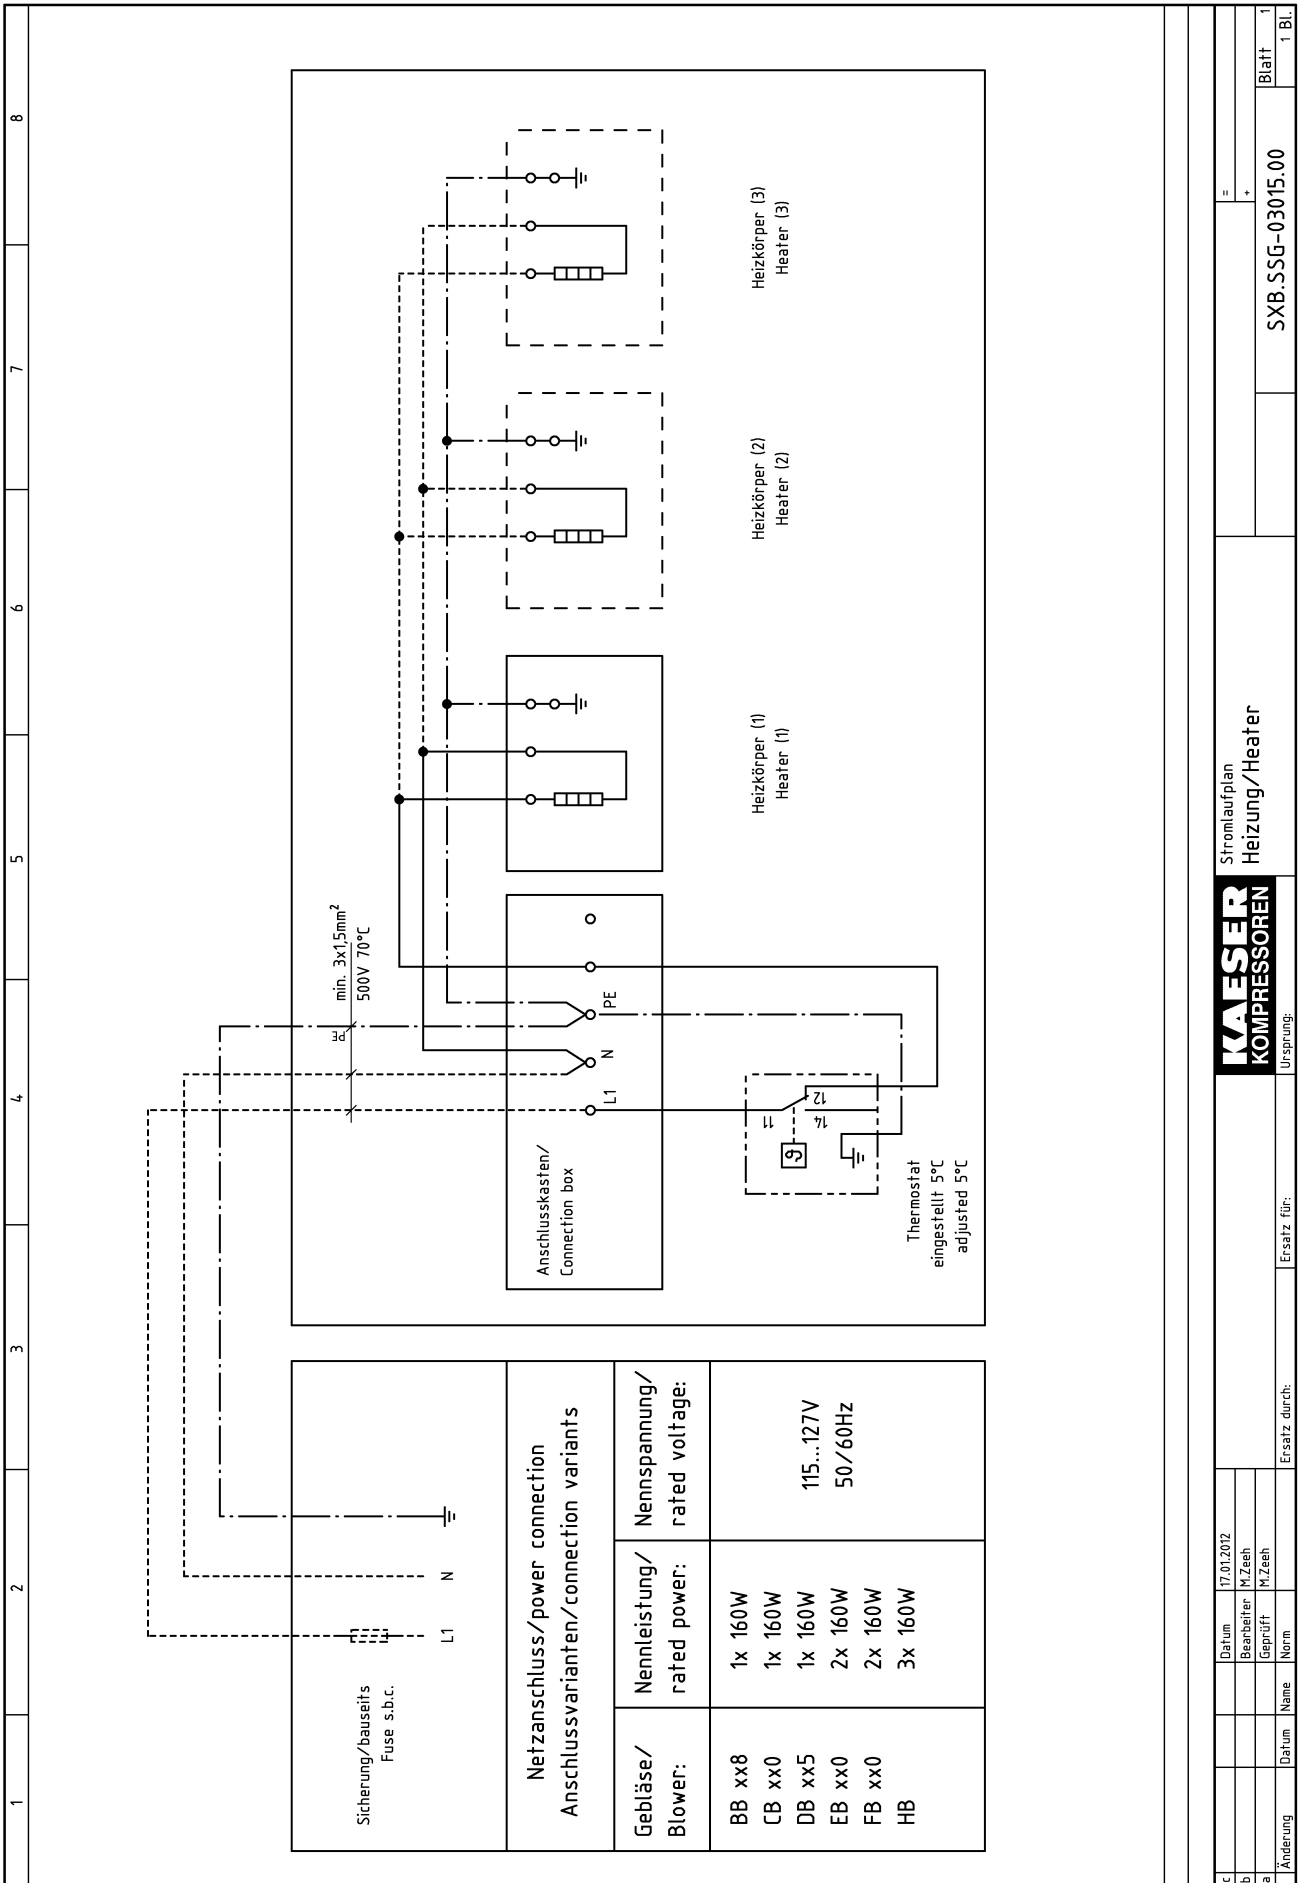 1
2
3
4
5
6
7
8
Sicherung/bauseits
Fuse s.b.c.
L1
N
Netzanschluss/power connection
Anschlussvarianten/connection variants
Gebläse/
Blower:
Nennleistung/
rated power:
Nennspannung/
rated voltage:
BB xx8 1x 160W
CB xx0 1x 160W
DB xx5 1x 160W
EB xx0 2x 160W
FB xx0 2x 160W
HB 3x 160W
115...127V
50/60Hz
PE
min. 3x1,5mm²
500V 70°C
Anschlusskasten/
Connection box
L1
N
PE
11
12
14
ϑ
Thermostat
eingestellt 5°C
adjusted 5°C
Heizkörper (1)
Heater (1)
Heizkörper (2)
Heater (2)
Heizkörper (3)
Heater (3)
c
b
a
Änderung
Datum
Name
Datum 17.01.2012
Bearbeiter M.Zeeh
Geprüft M.Zeeh
Norm
Ersatz durch:
Ersatz für:
Ursprung:
KAESER
KOMPRESSOREN
Stromlaufplan
Heizung/Heater
=
+
SXB.SSG-03015.00
Blatt 1
1 Bl.